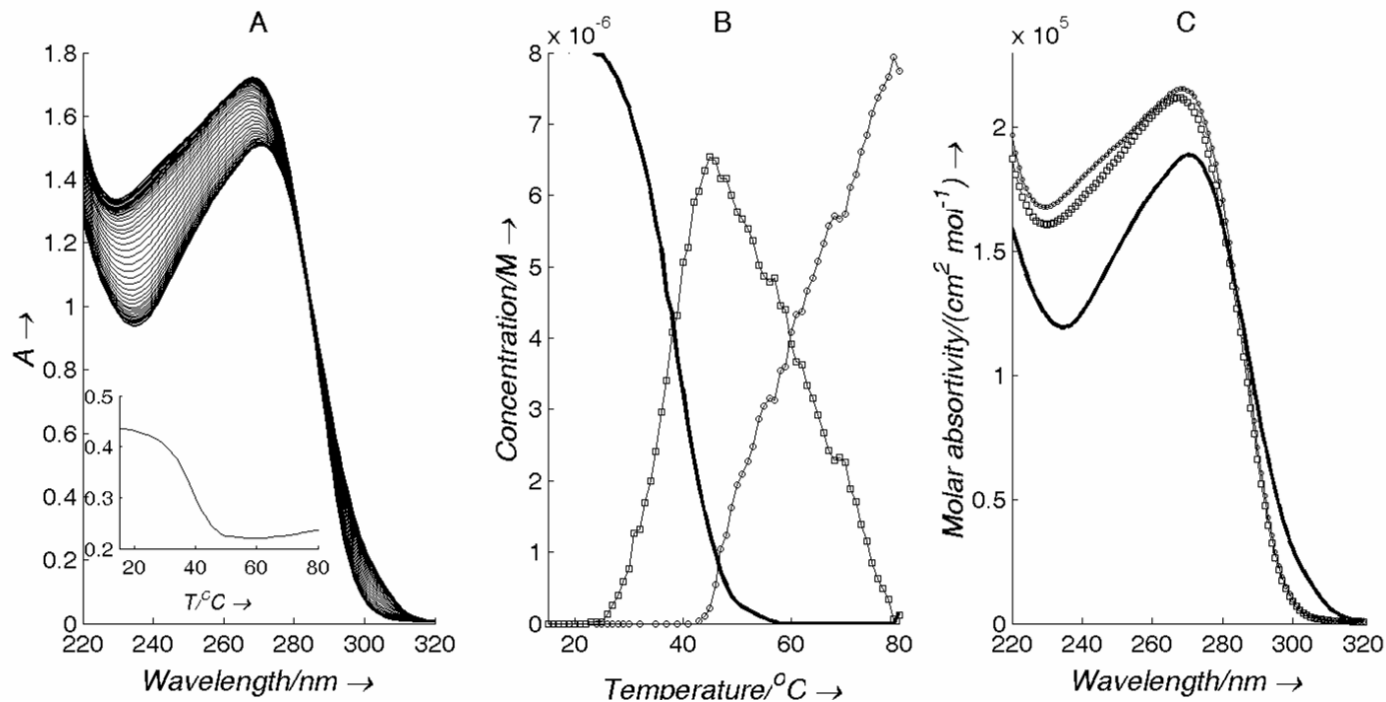 A
1.8
1.6
1.4
1.2
1
0.8
0.6
0.4
0.2
0
220 240 260 280 300 320
A →
Wavelength/nm →
0.5
0.4
0.3
0.2
20 40 60 80
T/°C →
B
x 10⁻⁶
8
7
6
5
4
3
2
1
0
20 40 60 80
Concentration/M →
Temperature/°C →
C
x 10⁵
2
1.5
1
0.5
0
220 240 260 280 300 320
Molar absortivity/(cm² mol⁻¹) →
Wavelength/nm →